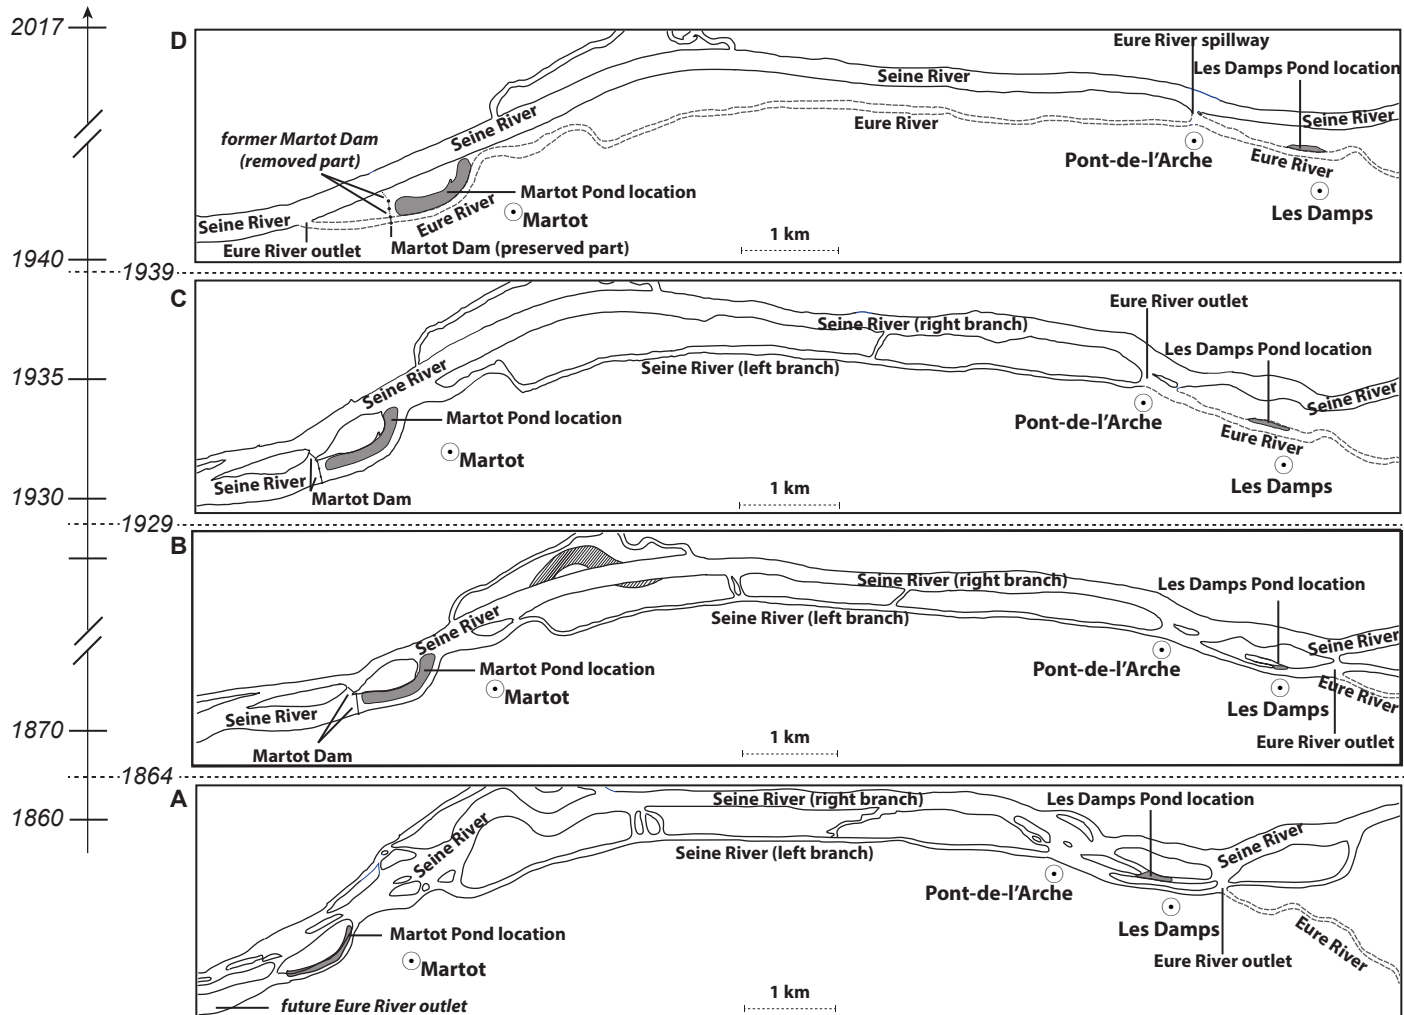 2017
1940
1939
1935
1930
1929
1870
1864
1860
D
Eure River spillway
Les Damps Pond location
Seine River
Seine River
Seine River
Eure River
former Martot Dam
(removed part)
Pont-de-l'Arche
Eure River
Martot Pond location
Les Damps
Seine River
Eure River
Martot
Eure River outlet
Martot Dam (preserved part)
1 km
C
Eure River outlet
Seine River (right branch)
Les Damps Pond location
Seine River (left branch)
Seine River
Seine River
Martot Pond location
Pont-de-l'Arche
Eure River
Martot
Seine River
Les Damps
Martot Dam
1 km
B
Seine River (right branch)
Les Damps Pond location
Seine River (left branch)
Seine River
Seine River
Martot Pond location
Pont-de-l'Arche
Martot
Eure River
Seine River
Les Damps
Martot Dam
Eure River outlet
1 km
A
Seine River (right branch)
Les Damps Pond location
Seine River
Seine River (left branch)
Seine River
Pont-de-l'Arche
Martot Pond location
Les Damps
Eure River
Martot
Eure River outlet
future Eure River outlet
1 km